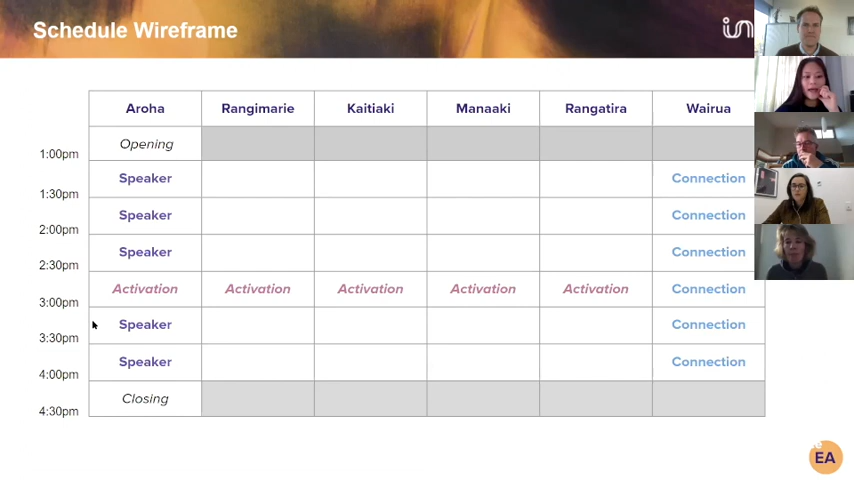 Schedule Wireframe
in
Aroha Rangimarie Kaitiaki Manaaki Rangatira Wairua
Opening
1:00pm
Speaker Connection
1:30pm
Speaker Connection
2:00pm
Speaker Connection
2:30pm
Activation Activation Activation Activation Activation Connection
3:00pm
Speaker Connection
3:30pm
Speaker Connection
4:00pm
Closing
4:30pm
EA